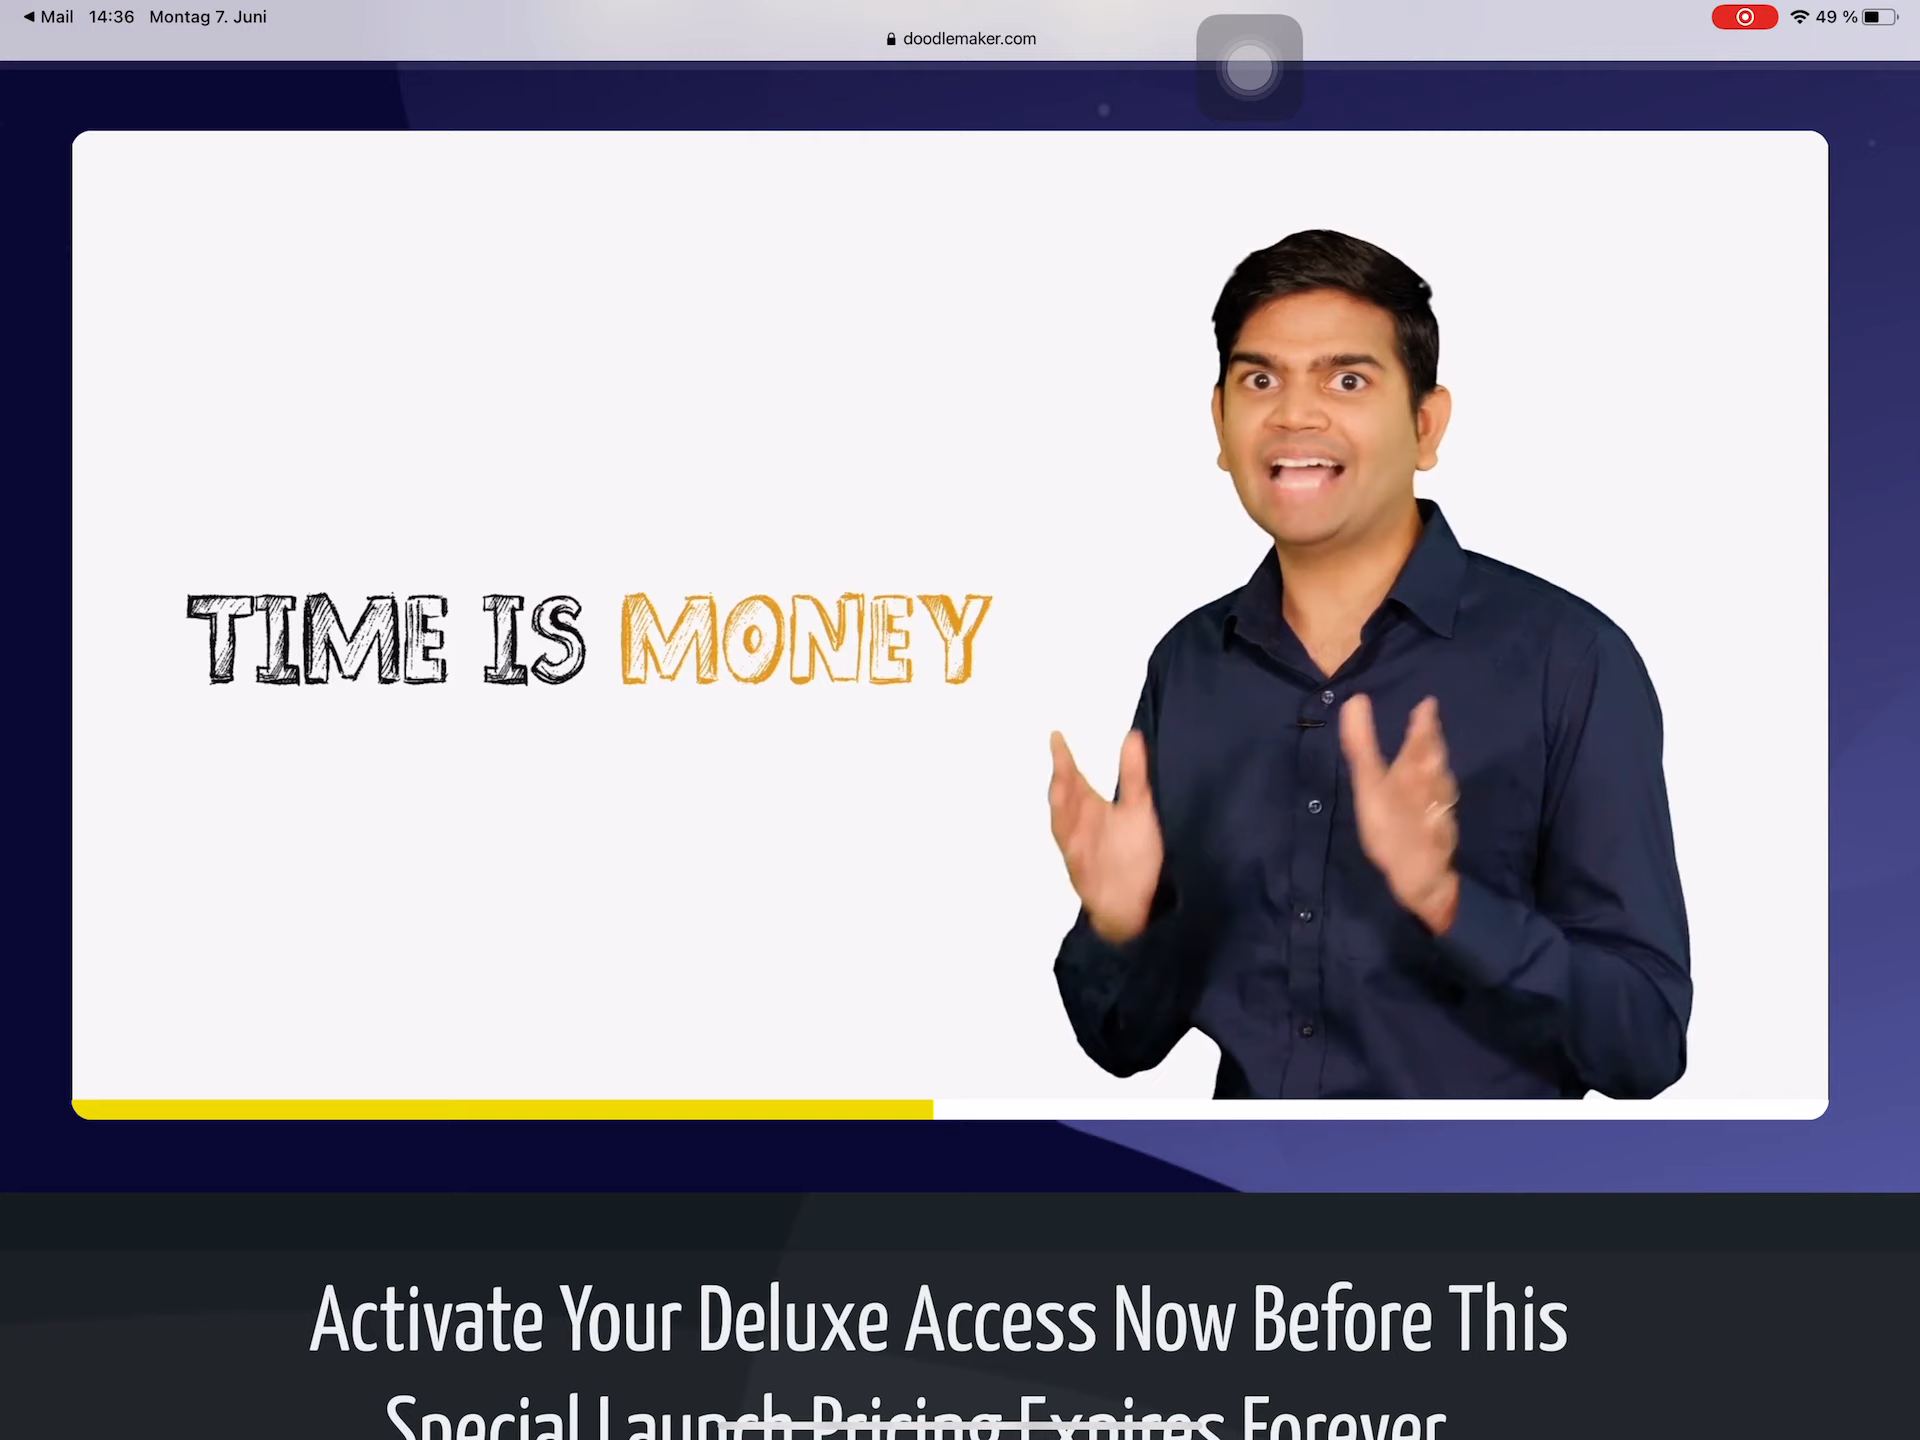 Mail 14:36 Montag 7. Juni 49 %
doodlemaker.com
TIME IS MONEY
Activate Your Deluxe Access Now Before This
Special Launch Pricing Expires Forever